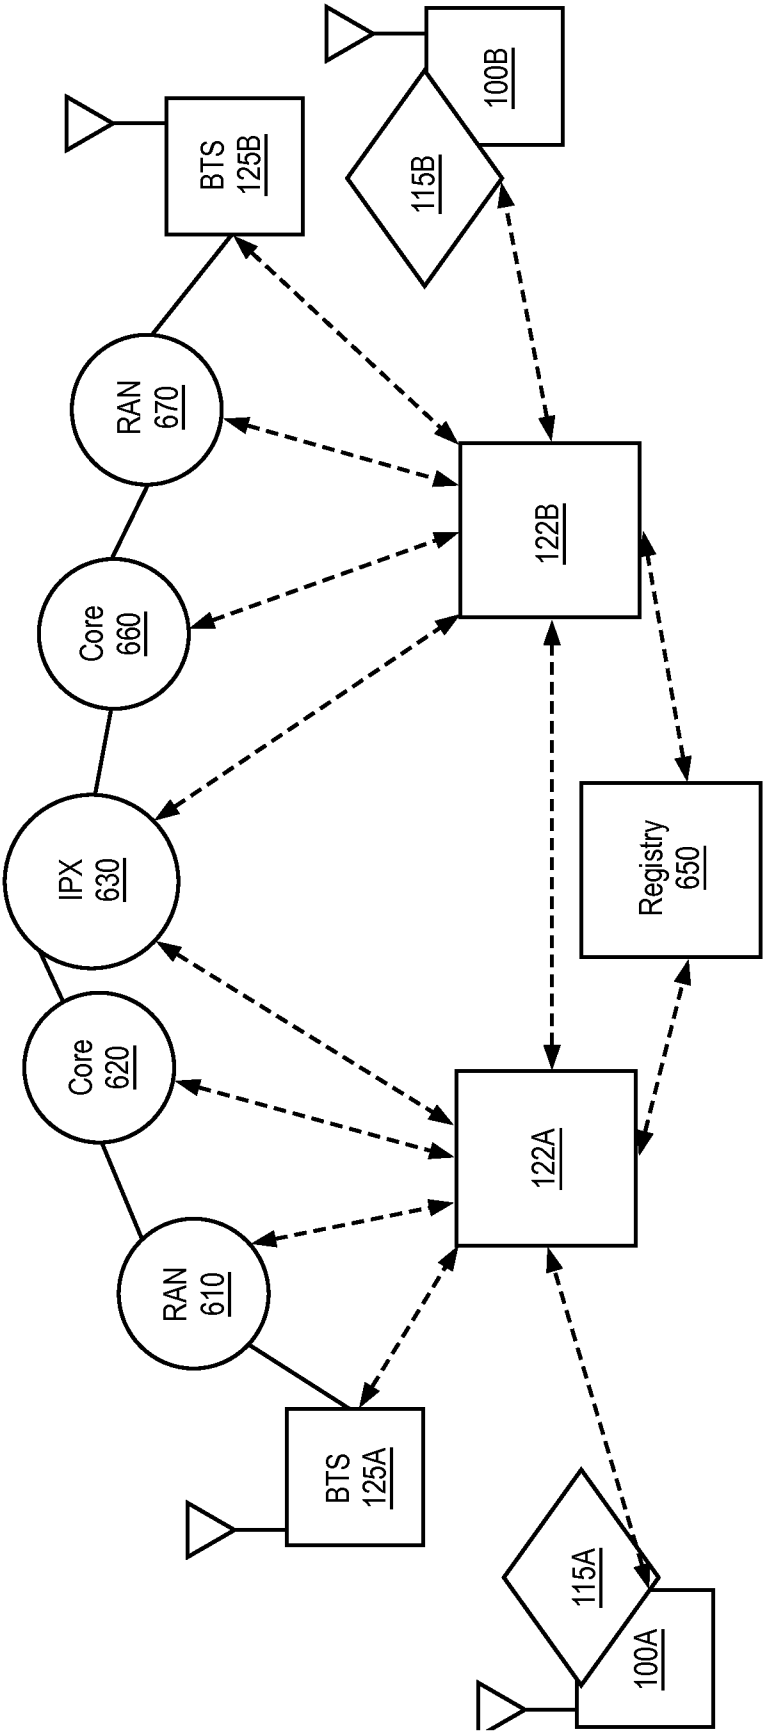 BTS
125A
RAN
610
Core
620
IPX
630
Core
660
RAN
670
BTS
125B
100A
115A
122A
122B
115B
100B
Registry
650